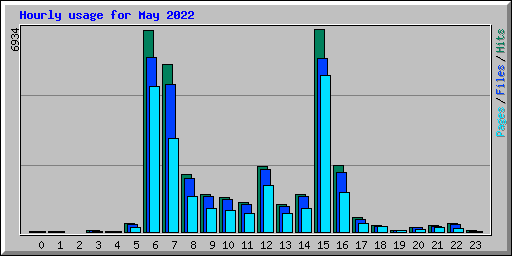 Hourly usage for May 2022
6934
Pages/Files/Hits
0 1 2 3 4 5 6 7 8 9 10 11 12 13 14 15 16 17 18 19 20 21 22 23